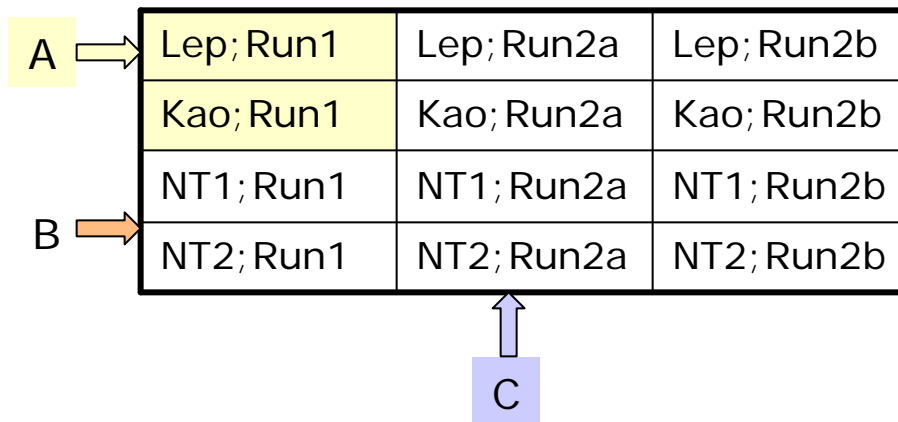 A
Lep;Run1 Lep;Run2a Lep;Run2b
Kao;Run1 Kao;Run2a Kao;Run2b
NT1;Run1 NT1;Run2a NT1;Run2b
B
NT2;Run1 NT2;Run2a NT2;Run2b
C